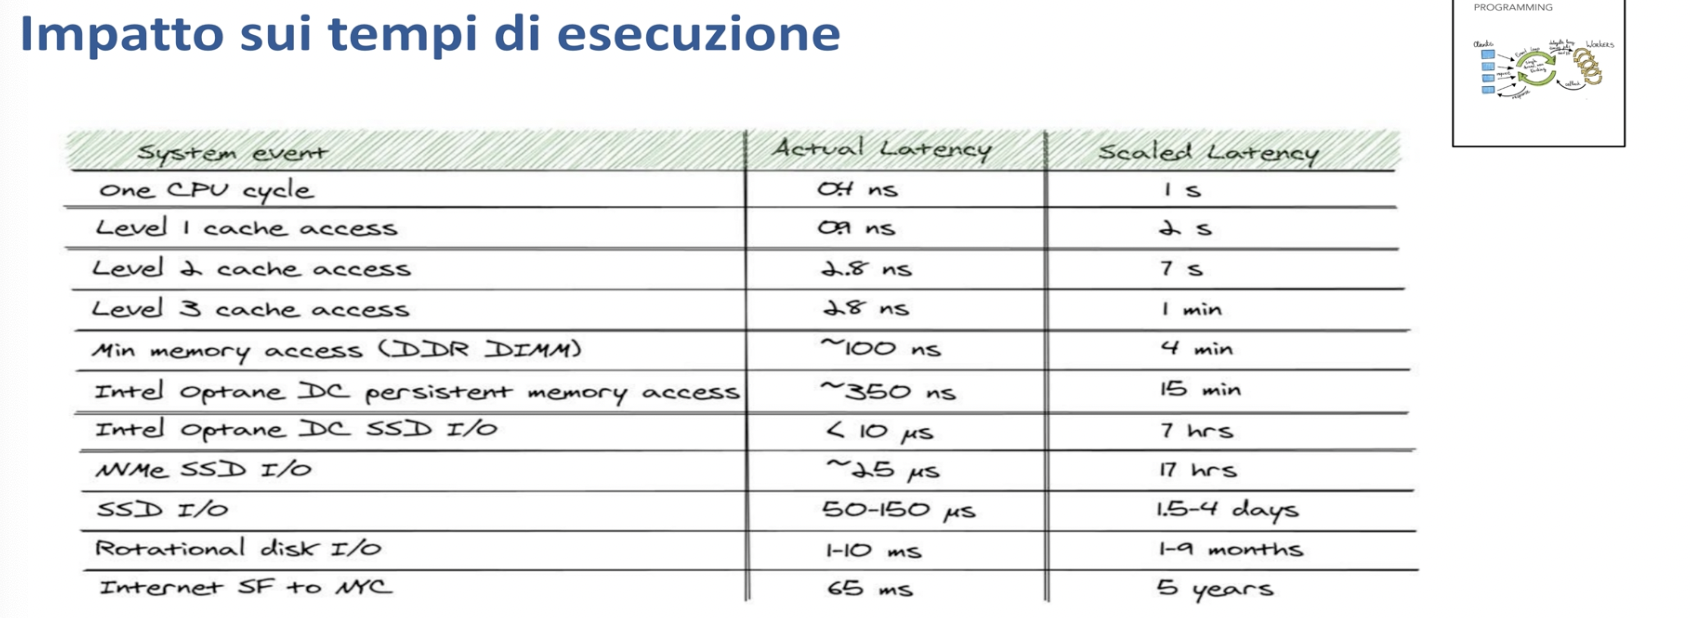 Impatto sui tempi di esecuzione
PROGRAMMING
Clients
Workers
System event Actual Latency Scaled Latency
One CPU cycle 0.4 ns 1 s
Level 1 cache access 0.9 ns 2 s
Level 2 cache access 2.8 ns 7 s
Level 3 cache access 28 ns 1 min
Min memory access (DDR DIMM) ~100 ns 4 min
Intel Optane DC persistent memory access ~350 ns 15 min
Intel Optane DC SSD I/O < 10 μs 7 hrs
NVMe SSD I/O ~25 μs 17 hrs
SSD I/O 50-150 μs 1.5-4 days
Rotational disk I/O 1-10 ms 1-9 months
Internet SF to NYC 65 ms 5 years